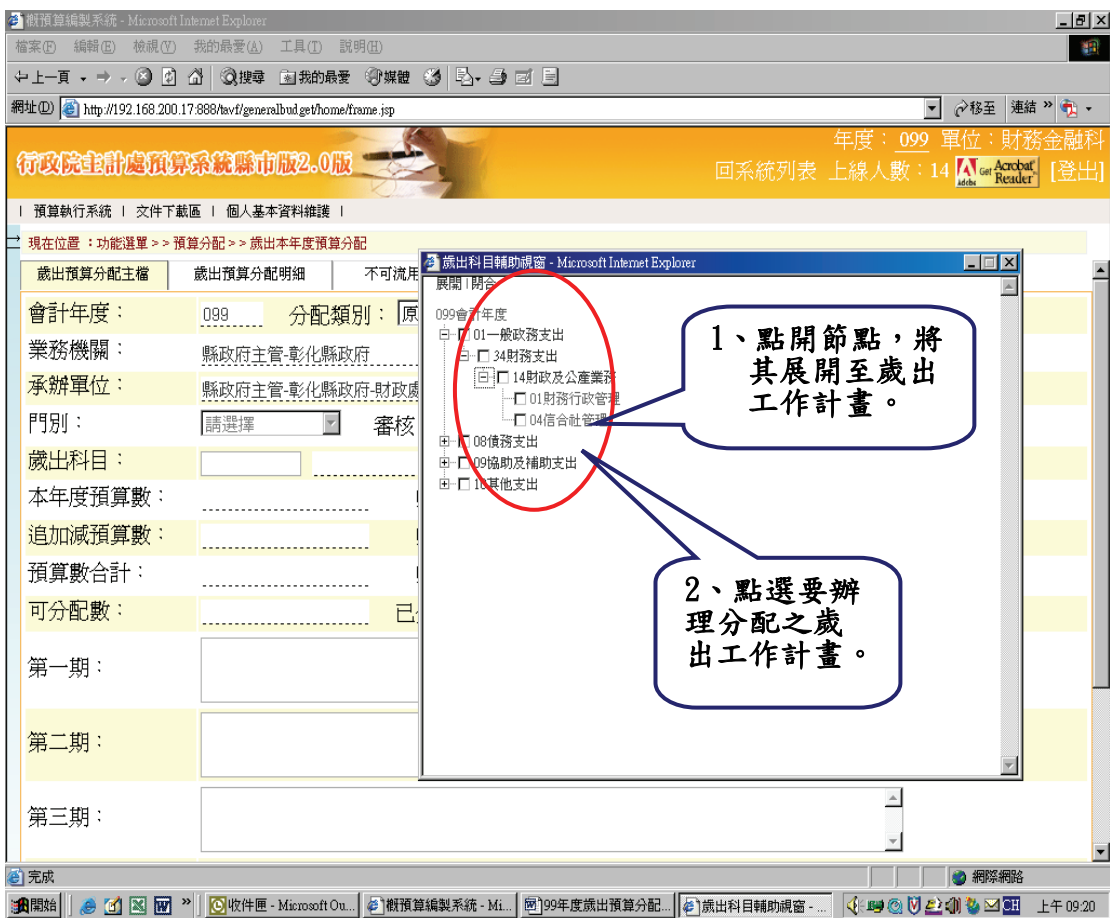 概預算編製系統 - Microsoft Internet Explorer
檔案(F) 編輯(E) 檢視(V) 我的最愛(A) 工具(T) 說明(H)
上一頁 搜尋 我的最愛 媒體
網址(D) http://192.168.200.17:888/tavf/generalbudget/home/frame.jsp 移至 連結 »
行政院主計處預算系統縣市版2.0版
年度：099 單位：財務金融科
回系統列表 上線人數：14 Adobe Get Acrobat Reader [登出]
| 預算執行系統 | 文件下載區 | 個人基本資料維護 |
現在位置：功能選單>>預算分配>>歲出本年度預算分配
歲出預算分配主檔 歲出預算分配明細 不可流用
會計年度： 099 分配類別： 原
業務機關： 縣政府主管-彰化縣政府
承辦單位： 縣政府主管-彰化縣政府-財政處
門別： 請選擇 審核
歲出科目：
本年度預算數：
追加減預算數：
預算數合計：
可分配數： 已
第一期：
第二期：
第三期：
歲出科目輔助視窗 - Microsoft Internet Explorer
展開 | 閉合
099會計年度
01一般政務支出
34財務支出
14財政及公產業務
01財務行政管理
04信合社管理
08債務支出
09協助及補助支出
10其他支出
1、點開節點，將
其展開至歲出
工作計畫。
2、點選要辦
理分配之歲
出工作計畫。
完成 網際網路
開始 » 收件匣 - Microsoft Ou... 概預算編製系統 - Mi... 99年度歲出預算分配... 歲出科目輔助視窗 - ... CH 上午 09:20